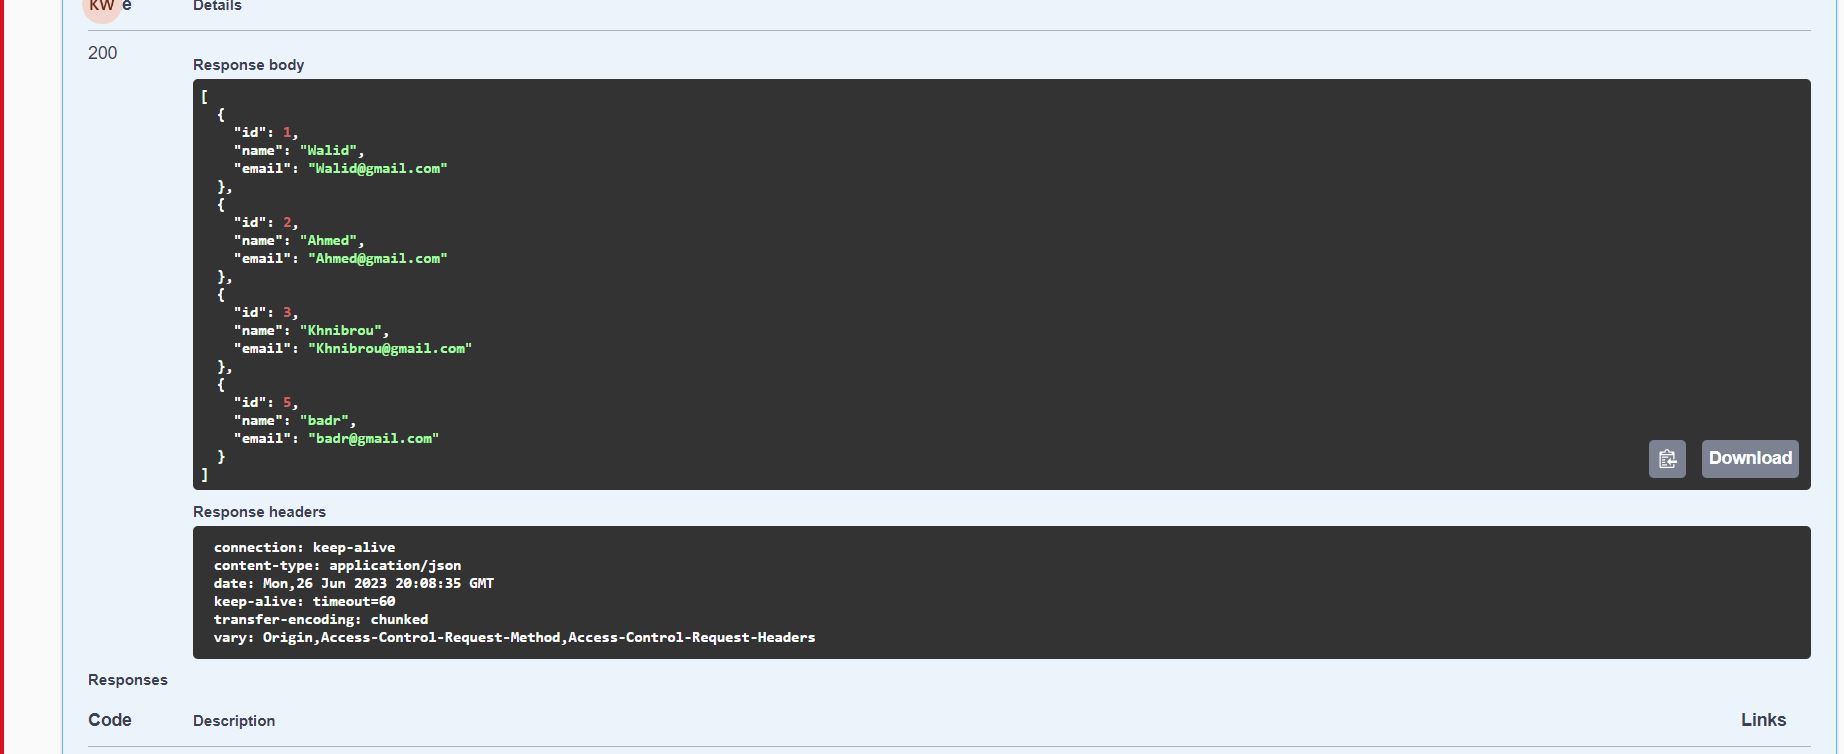 KW e Details
200
Response body
[
  {
    "id": 1,
    "name": "Walid",
    "email": "Walid@gmail.com"
  },
  {
    "id": 2,
    "name": "Ahmed",
    "email": "Ahmed@gmail.com"
  },
  {
    "id": 3,
    "name": "Khnibrou",
    "email": "Khnibrou@gmail.com"
  },
  {
    "id": 5,
    "name": "badr",
    "email": "badr@gmail.com"
  }
]
Download
Response headers
connection: keep-alive
content-type: application/json
date: Mon,26 Jun 2023 20:08:35 GMT
keep-alive: timeout=60
transfer-encoding: chunked
vary: Origin,Access-Control-Request-Method,Access-Control-Request-Headers
Responses
Code Description Links